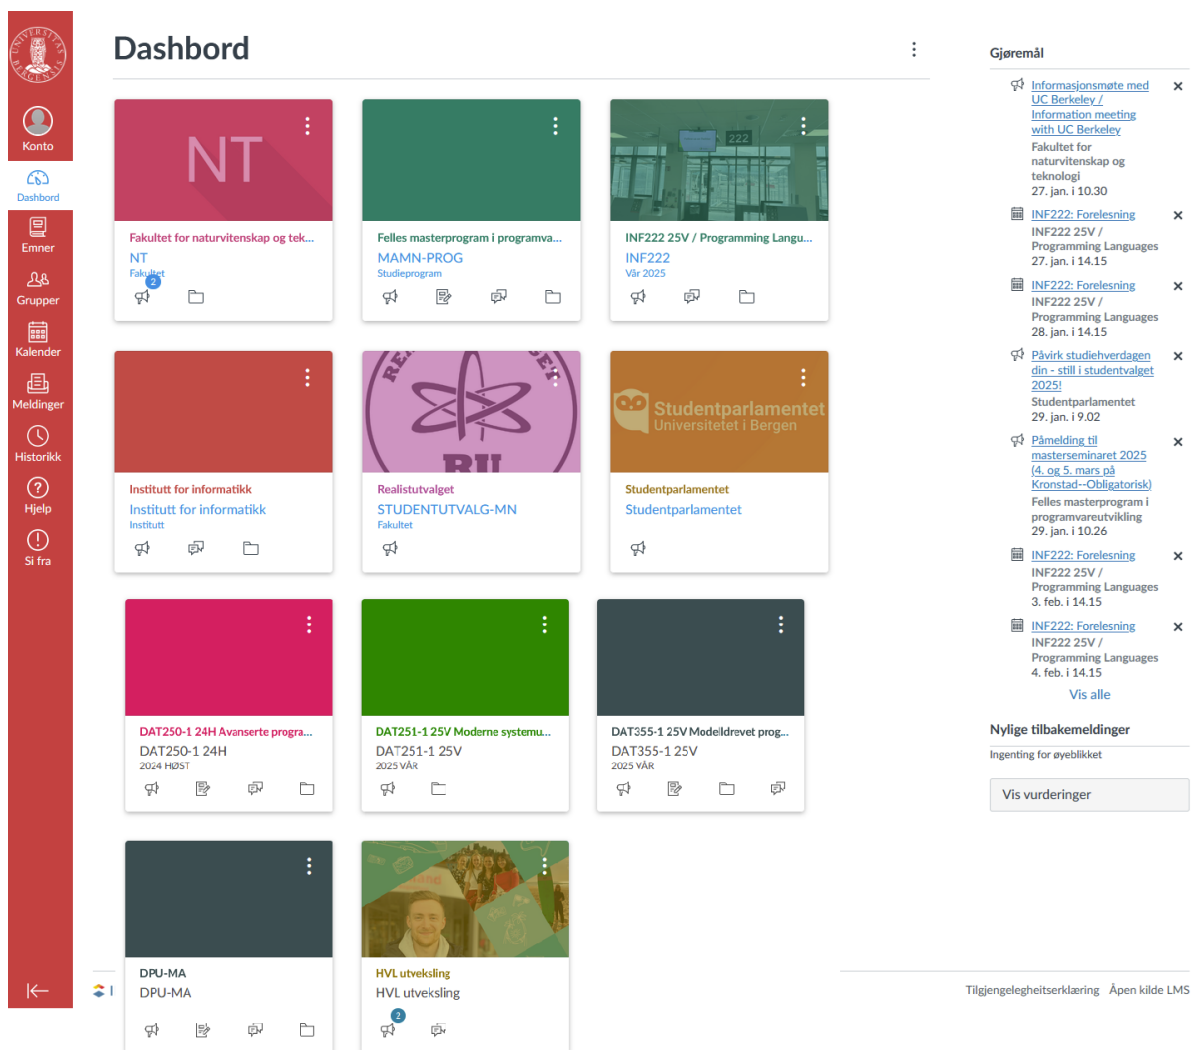 UNIVERSITAS
BERGENSIS
Konto
Dashbord
Emner
Grupper
Kalender
Meldinger
Historikk
Hjelp
Si fra
Dashbord
NT
Fakultet for naturvitenskap og tek...
NT
Fakultet
2
Felles masterprogram i programva...
MAMN-PROG
Studieprogram
222
INF222 25V / Programming Langu...
INF222
Vår 2025
Institutt for informatikk
Institutt for informatikk
Institutt
RU
Realistutvalget
STUDENTUTVALG-MN
Fakultet
Studentparlamentet
Universitetet i Bergen
Studentparlamentet
Studentparlamentet
DAT250-1 24H Avanserte progra...
DAT250-1 24H
2024 HØST
DAT251-1 25V Moderne systemu...
DAT251-1 25V
2025 VÅR
DAT355-1 25V Modelldrevet prog...
DAT355-1 25V
2025 VÅR
DPU-MA
DPU-MA
HVL utveksling
HVL utveksling
2
Gjøremål
Informasjonsmøte med
UC Berkeley /
Information meeting
with UC Berkeley
Fakultet for
naturvitenskap og
teknologi
27. jan. i 10.30
INF222: Forelesning
INF222 25V /
Programming Languages
27. jan. i 14.15
INF222: Forelesning
INF222 25V /
Programming Languages
28. jan. i 14.15
Påvirk studiehverdagen
din - still i studentvalget
2025!
Studentparlamentet
29. jan. i 9.02
Påmelding til
masterseminaret 2025
(4. og 5. mars på
Kronstad--Obligatorisk)
Felles masterprogram i
programvareutvikling
29. jan. i 10.26
INF222: Forelesning
INF222 25V /
Programming Languages
3. feb. i 14.15
INF222: Forelesning
INF222 25V /
Programming Languages
4. feb. i 14.15
Vis alle
Nylige tilbakemeldinger
Ingenting for øyeblikket
Vis vurderinger
Tilgjengelegheitserklæring Åpen kilde LMS